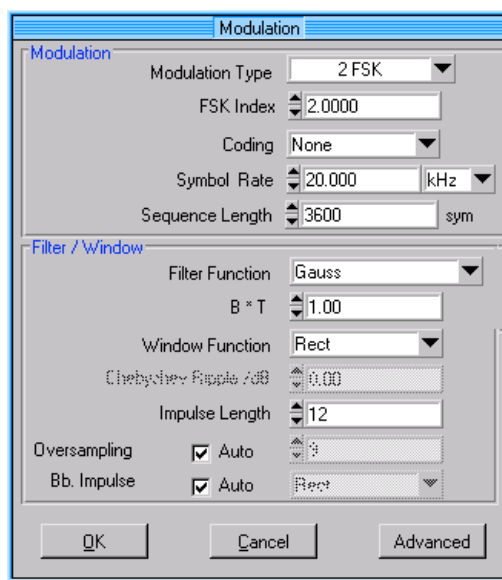 Modulation
Modulation
Modulation Type 2 FSK
FSK Index 2.0000
Coding None
Symbol Rate 20.000 kHz
Sequence Length 3600 sym
Filter / Window
Filter Function Gauss
B * T 1.00
Window Function Rect
Chebychev Ripple /dB 0.00
Impulse Length 12
Oversampling Auto 9
Bb. Impulse Auto Rect
OK Cancel Advanced